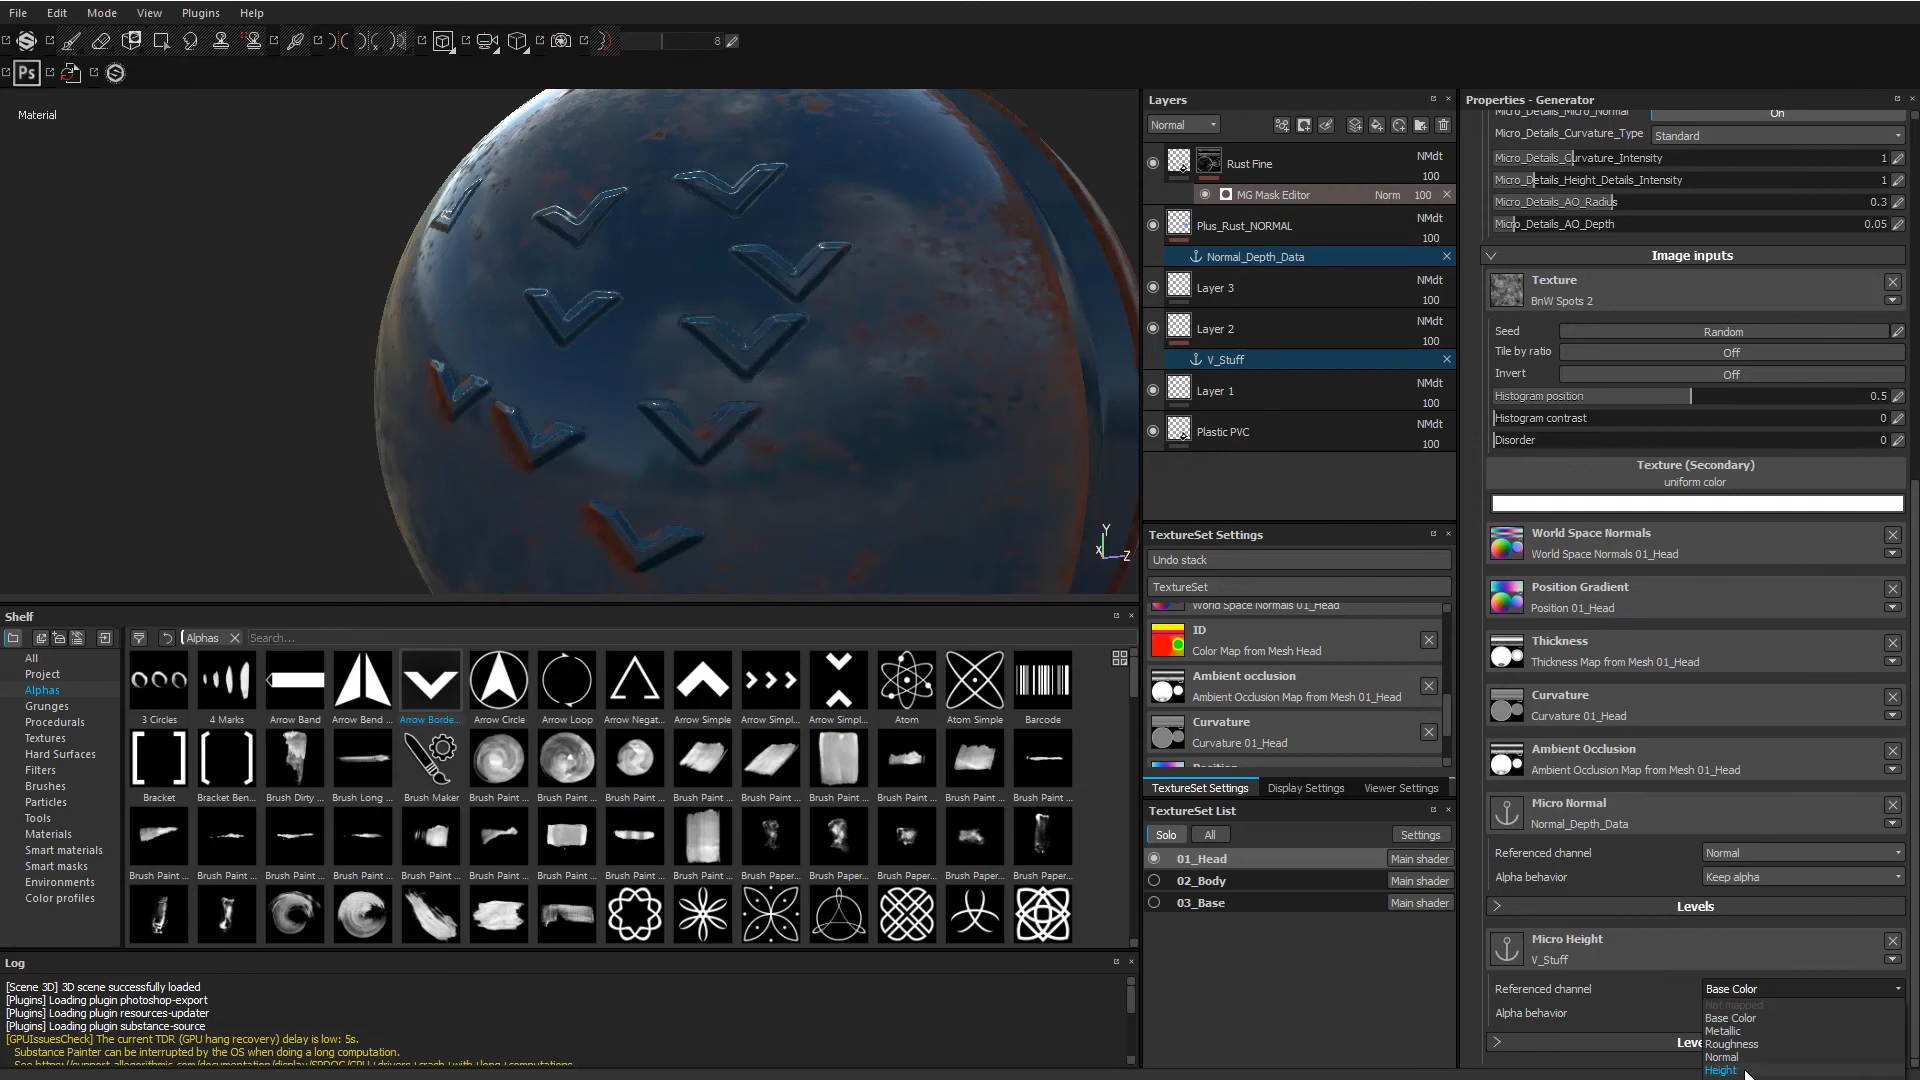 File Edit Mode View Plugins Help
8
Ps
Material
Y
X
Z
Layers
Normal
Rust Fine NMdt
100
MG Mask Editor Norm 100
Plus_Rust_NORMAL NMdt
100
Normal_Depth_Data
Layer 3 NMdt
100
Layer 2 NMdt
100
V_Stuff
Layer 1 NMdt
100
Plastic PVC NMdt
100
TextureSet Settings
Undo stack
TextureSet
World Space Normals 01_Head
ID
Color Map from Mesh Head
Ambient occlusion
Ambient Occlusion Map from Mesh 01_Head
Curvature
Curvature 01_Head
Position
TextureSet Settings Display Settings Viewer Settings
TextureSet List
Solo All Settings
01_Head Main shader
02_Body Main shader
03_Base Main shader
Properties - Generator
Micro_Details_Micro_Normal On
Micro_Details_Curvature_Type Standard
Micro_Details_Curvature_Intensity 1
Micro_Details_Height_Details_Intensity 1
Micro_Details_AO_Radius 0.3
Micro_Details_AO_Depth 0.05
Image inputs
Texture
BnW Spots 2
Seed Random
Tile by ratio Off
Invert Off
Histogram position 0.5
Histogram contrast 0
Disorder 0
Texture (Secondary)
uniform color
World Space Normals
World Space Normals 01_Head
Position Gradient
Position 01_Head
Thickness
Thickness Map from Mesh 01_Head
Curvature
Curvature 01_Head
Ambient Occlusion
Ambient Occlusion Map from Mesh 01_Head
Micro Normal
Normal_Depth_Data
Referenced channel Normal
Alpha behavior Keep alpha
Levels
Micro Height
V_Stuff
Referenced channel Base Color
Not mapped
Alpha behavior
Base Color
Metallic
Roughness
Normal
Height
Shelf
Alphas Search...
All
Project
Alphas
Grunges
Procedurals
Textures
Hard Surfaces
Filters
Brushes
Particles
Tools
Materials
Smart materials
Smart masks
Environments
Color profiles
3 Circles 4 Marks Arrow Band Arrow Bend ... Arrow Borde... Arrow Circle Arrow Loop Arrow Negat... Arrow Simple Arrow Simpl... Arrow Simpl... Atom Atom Simple Barcode
Bracket Bracket Ben... Brush Dirty ... Brush Long ... Brush Maker Brush Paint ... Brush Paint ... Brush Paint ... Brush Paint ... Brush Paint ... Brush Paint ... Brush Paint ... Brush Paint ... Brush Paint ...
Brush Paint ... Brush Paint ... Brush Paint ... Brush Paint ... Brush Paint ... Brush Paint ... Brush Paint ... Brush Paint ... Brush Paint ... Brush Paper... Brush Paper... Brush Paper... Brush Paper... Brush Paper...
Log
[Scene 3D] 3D scene successfully loaded
[Plugins] Loading plugin photoshop-export
[Plugins] Loading plugin resources-updater
[Plugins] Loading plugin substance-source
[GPUIssuesCheck] The current TDR (GPU hang recovery) delay is low: 5s.
Substance Painter can be interrupted by the OS when doing a long computation.